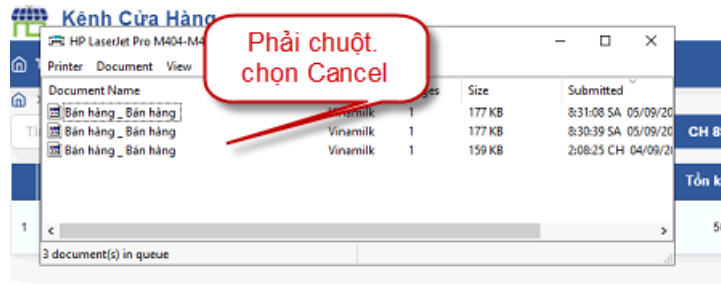 Kênh Cửa Hàng
HP LaserJet Pro M404-M4
Phải chuột.
chọn Cancel
Printer Document View
Document Name
ges Size Submitted
Bán hàng _ Bán hàng Vinamilk 1 177 KB 8:31:08 SA 05/09/20
Bán hàng _ Bán hàng Vinamilk 1 177 KB 8:30:39 SA 05/09/20
Bán hàng _ Bán hàng Vinamilk 1 159 KB 2:08:25 CH 04/09/20
CH 8:
Tồn k
1
3 document(s) in queue